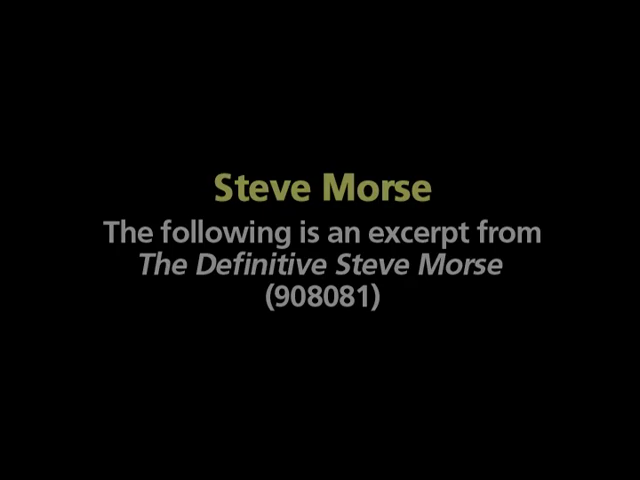 Steve Morse
The following is an excerpt from
The Definitive Steve Morse
(908081)